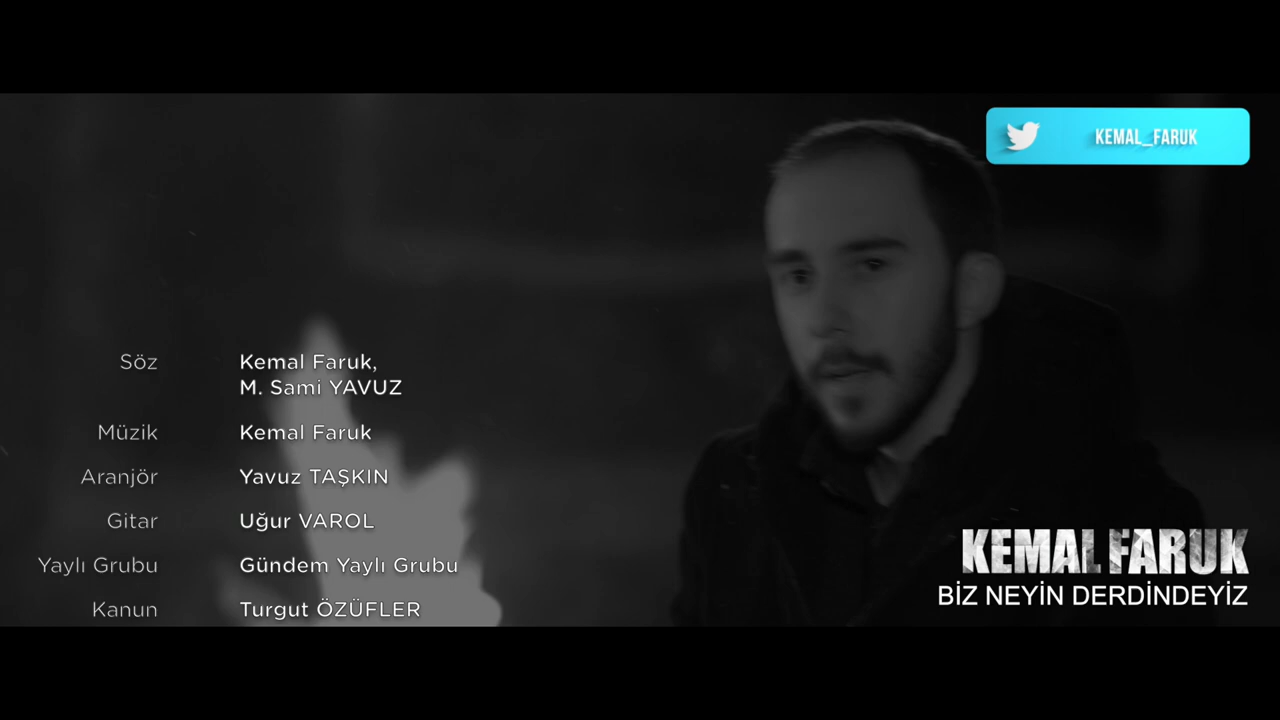 KEMAL_FARUK
Söz Kemal Faruk,
M. Sami YAVUZ
Müzik Kemal Faruk
Aranjör Yavuz TAŞKIN
Gitar Uğur VAROL
Yaylı Grubu Gündem Yaylı Grubu
Kanun Turgut ÖZÜFLER
KEMAL FARUK
BİZ NEYİN DERDİNDEYİZ